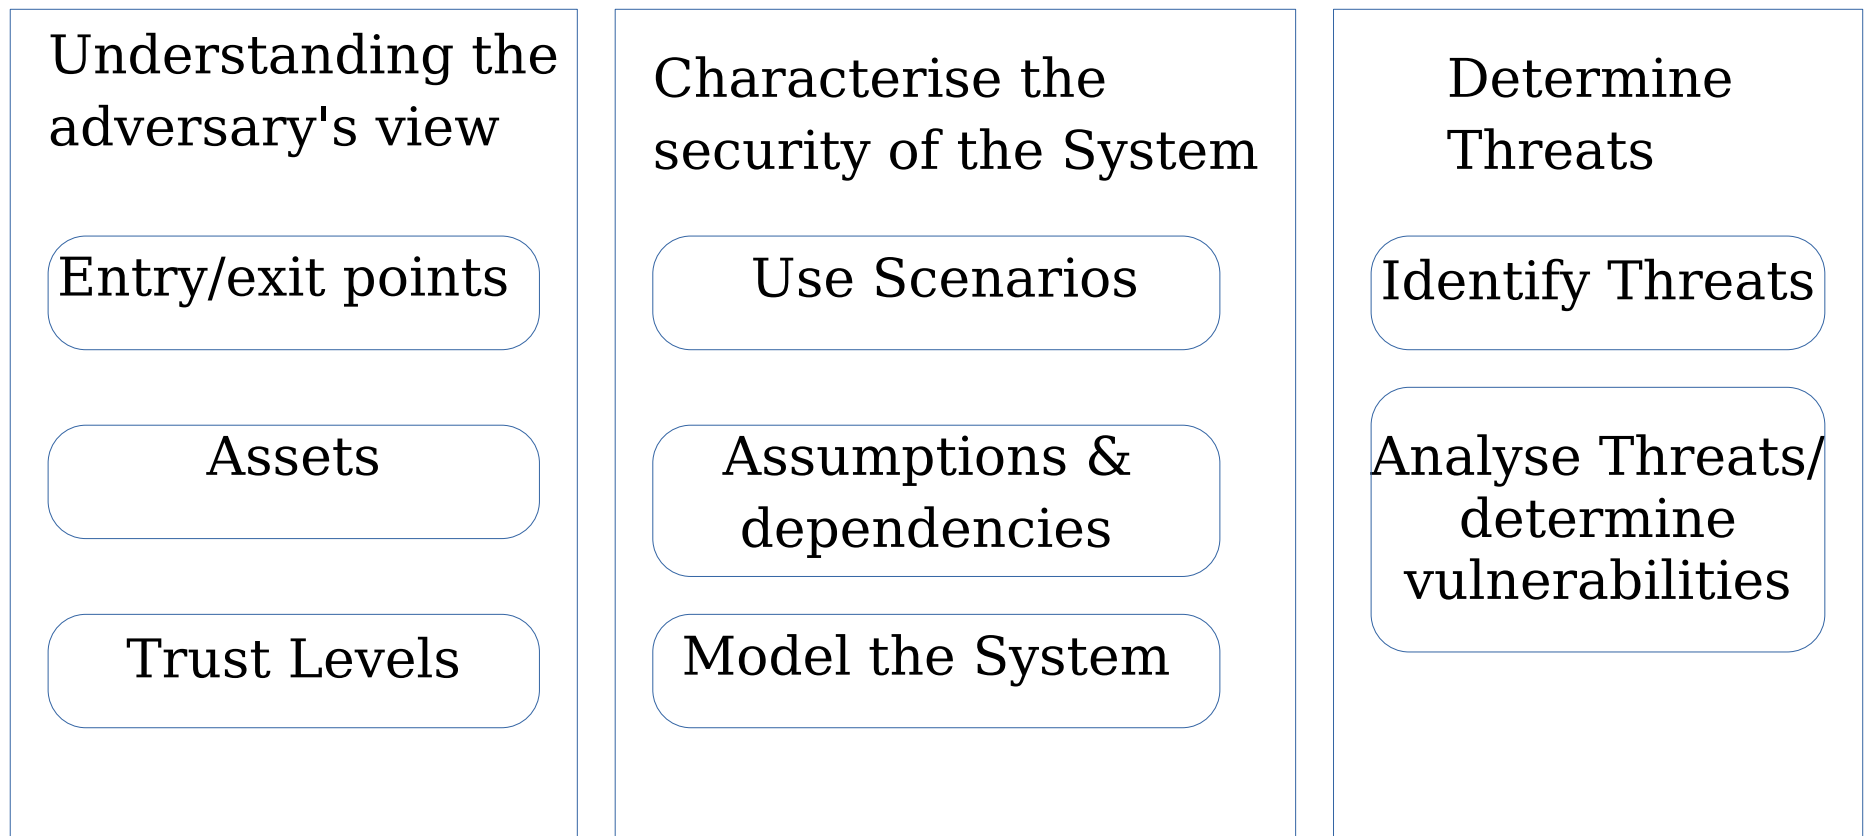 Understanding the
adversary's view
Entry/exit points
Assets
Trust Levels
Characterise the
security of the System
Use Scenarios
Assumptions &
dependencies
Model the System
Determine
Threats
Identify Threats
Analyse Threats/
determine
vulnerabilities